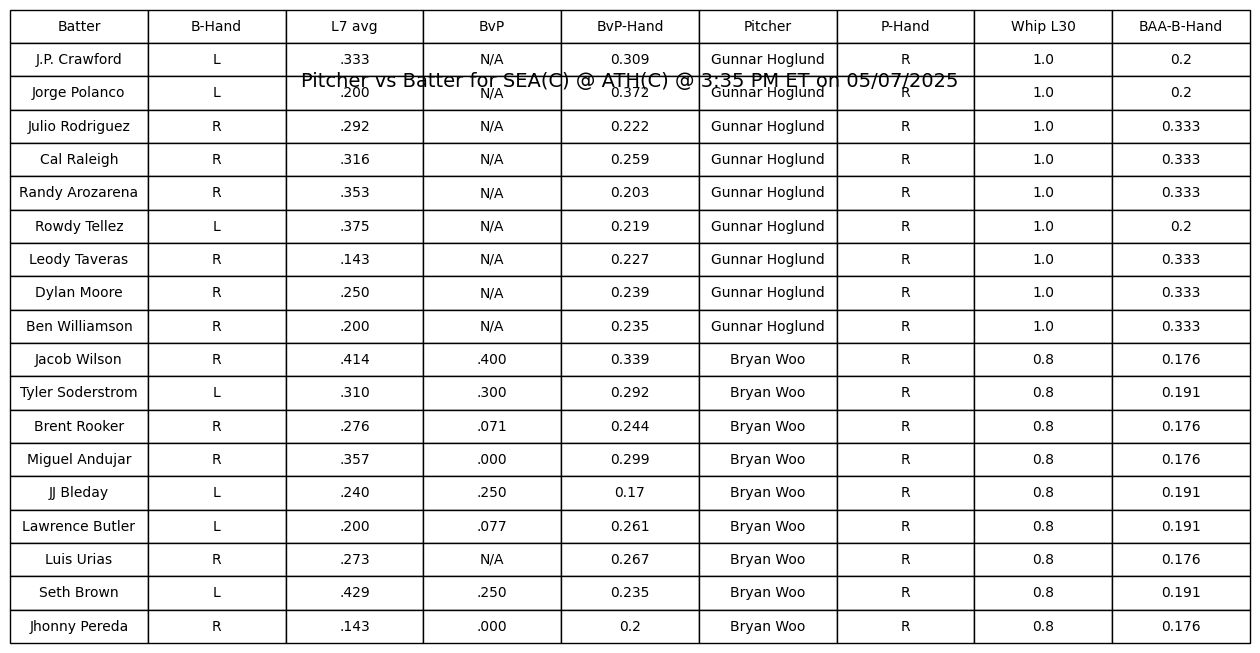 Batter B-Hand L7 avg BvP BvP-Hand Pitcher P-Hand Whip L30 BAA-B-Hand
J.P. Crawford L .333 N/A 0.309 Gunnar Hoglund R 1.0 0.2
Pitcher vs Batter for SEA(C) @ ATH(C) @ 3:35 PM ET on 05/07/2025
Jorge Polanco L .200 N/A 0.372 Gunnar Hoglund R 1.0 0.2
Julio Rodriguez R .292 N/A 0.222 Gunnar Hoglund R 1.0 0.333
Cal Raleigh R .316 N/A 0.259 Gunnar Hoglund R 1.0 0.333
Randy Arozarena R .353 N/A 0.203 Gunnar Hoglund R 1.0 0.333
Rowdy Tellez L .375 N/A 0.219 Gunnar Hoglund R 1.0 0.2
Leody Taveras R .143 N/A 0.227 Gunnar Hoglund R 1.0 0.333
Dylan Moore R .250 N/A 0.239 Gunnar Hoglund R 1.0 0.333
Ben Williamson R .200 N/A 0.235 Gunnar Hoglund R 1.0 0.333
Jacob Wilson R .414 .400 0.339 Bryan Woo R 0.8 0.176
Tyler Soderstrom L .310 .300 0.292 Bryan Woo R 0.8 0.191
Brent Rooker R .276 .071 0.244 Bryan Woo R 0.8 0.176
Miguel Andujar R .357 .000 0.299 Bryan Woo R 0.8 0.176
JJ Bleday L .240 .250 0.17 Bryan Woo R 0.8 0.191
Lawrence Butler L .200 .077 0.261 Bryan Woo R 0.8 0.191
Luis Urias R .273 N/A 0.267 Bryan Woo R 0.8 0.176
Seth Brown L .429 .250 0.235 Bryan Woo R 0.8 0.191
Jhonny Pereda R .143 .000 0.2 Bryan Woo R 0.8 0.176